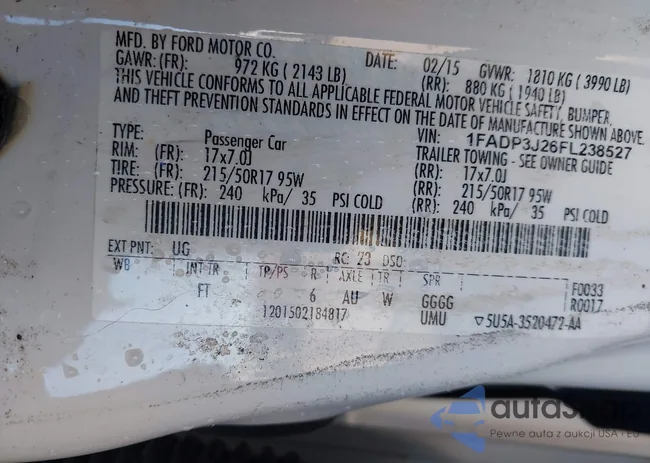 MFD. BY FORD MOTOR CO. DATE: 02/15 GVWR: 1810 KG ( 3990 LB)
GAWR: (FR): 972 KG ( 2143 LB) (RR): 880 KG ( 1940 LB)
THIS VEHICLE CONFORMS TO ALL APPLICABLE FEDERAL MOTOR VEHICLE SAFETY, BUMPER,
AND THEFT PREVENTION STANDARDS IN EFFECT ON THE DATE OF MANUFACTURE SHOWN ABOVE.
VIN: 1FADP3J26FL238527
TYPE: Passenger Car TRAILER TOWING - SEE OWNER GUIDE
RIM: (FR): 17x7.0J (RR): 17x7.0J
TIRE: (FR): 215/50R17 95W (RR): 215/50R17 95W
PRESSURE: (FR): 240 kPa/ 35 PSI COLD (RR): 240 kPa/ 35 PSI COLD
EXT PNT: UG RC: 23 DSO:
WB INT TR TP/PS R AXLE TR SPR F0033
FT 6 AU W GGGG R0017
1201502184817 UMU 5U5A-3520472-AA
Pewne auta z aukcji USA • EU